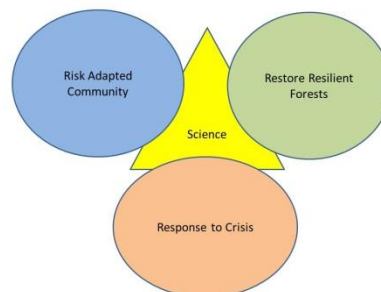 Risk Adapted
Community
Restore Resilient
Forests
Science
Response to Crisis